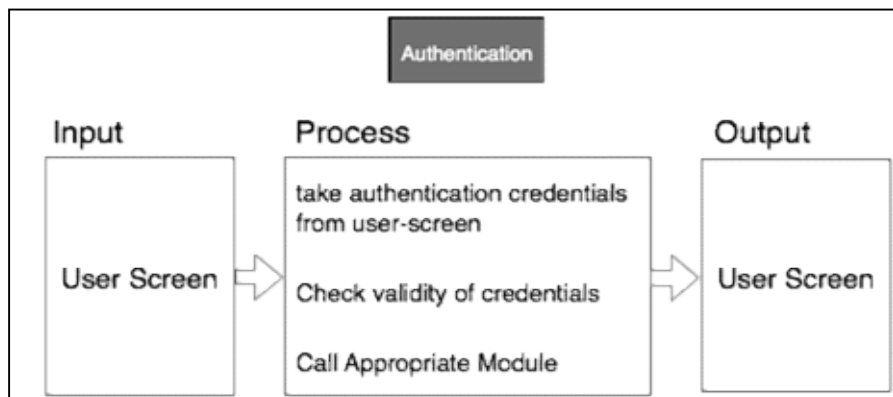 Authentication
Input
Process
Output
User Screen
take authentication credentials
from user-screen
Check validity of credentials
Call Appropriate Module
User Screen